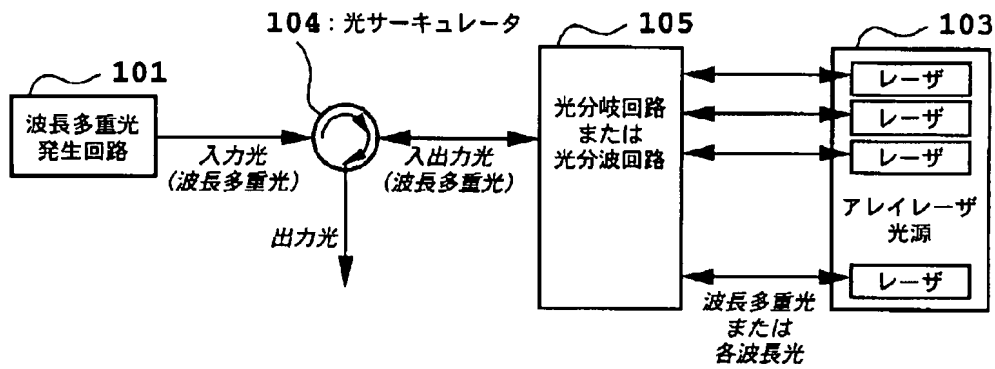 104：光サーキュレータ
105
103
101
波長多重光
発生回路
入力光
(波長多重光)
入出力光
(波長多重光)
出力光
光分岐回路
または
光分波回路
レーザ
レーザ
レーザ
アレイレーザ
光源
レーザ
波長多重光
または
各波長光